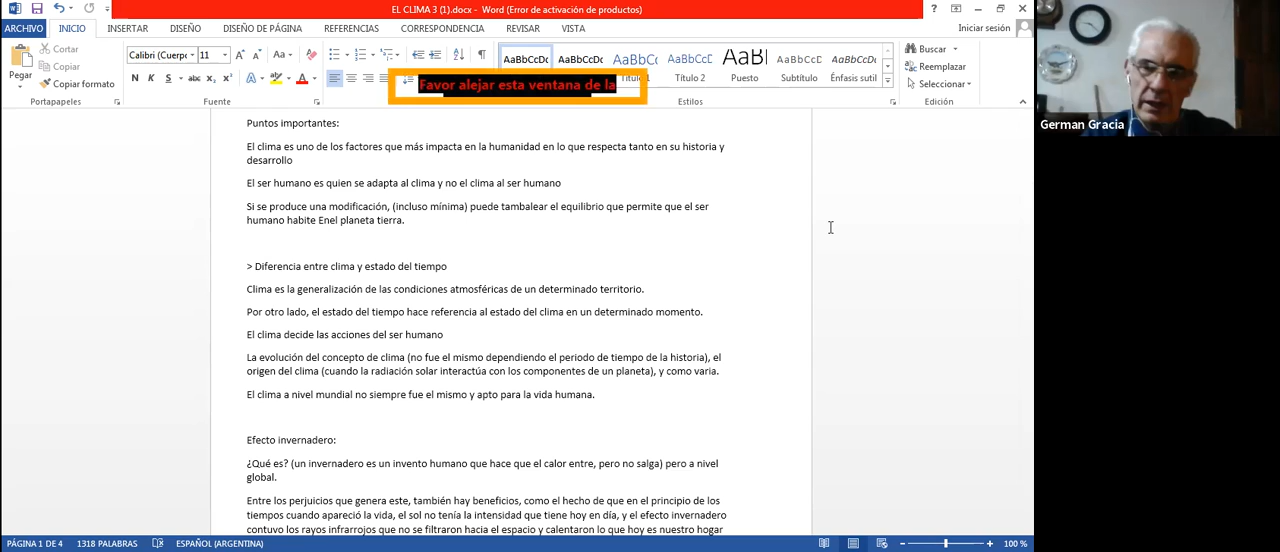 EL CLIMA 3 (1).docx - Word (Error de activación de productos)
ARCHIVO INICIO INSERTAR DISEÑO DISEÑO DE PÁGINA REFERENCIAS CORRESPONDENCIA REVISAR VISTA Iniciar sesión
Pegar
Cortar
Copiar
Copiar formato
Portapapeles
Calibri (Cuerpo 11
Fuente
Favor alejar esta ventana de la
AaBbCcDc AaBbCcDc AaBbCc AaBbCcD AaB AaBbCcD AaBbCcDc
Título 1 Título 2 Puesto Subtítulo Énfasis sutil
Estilos
Buscar
Reemplazar
Seleccionar
Edición
German Gracia
Puntos importantes:
El clima es uno de los factores que más impacta en la humanidad en lo que respecta tanto en su historia y
desarrollo
El ser humano es quien se adapta al clima y no el clima al ser humano
Si se produce una modificación, (incluso mínima) puede tambalear el equilibrio que permite que el ser
humano habite Enel planeta tierra.
> Diferencia entre clima y estado del tiempo
Clima es la generalización de las condiciones atmosféricas de un determinado territorio.
Por otro lado, el estado del tiempo hace referencia al estado del clima en un determinado momento.
El clima decide las acciones del ser humano
La evolución del concepto de clima (no fue el mismo dependiendo el periodo de tiempo de la historia), el
origen del clima (cuando la radiación solar interactúa con los componentes de un planeta), y como varia.
El clima a nivel mundial no siempre fue el mismo y apto para la vida humana.
Efecto invernadero:
¿Qué es? (un invernadero es un invento humano que hace que el calor entre, pero no salga) pero a nivel
global.
Entre los perjuicios que genera este, también hay beneficios, como el hecho de que en el principio de los
tiempos cuando apareció la vida, el sol no tenía la intensidad que tiene hoy en día, y el efecto invernadero
contuvo los rayos infrarrojos que no se filtraron hacia el espacio y calentaron lo que hoy es nuestro hogar
PÁGINA 1 DE 4 1318 PALABRAS ESPAÑOL (ARGENTINA) 100 %